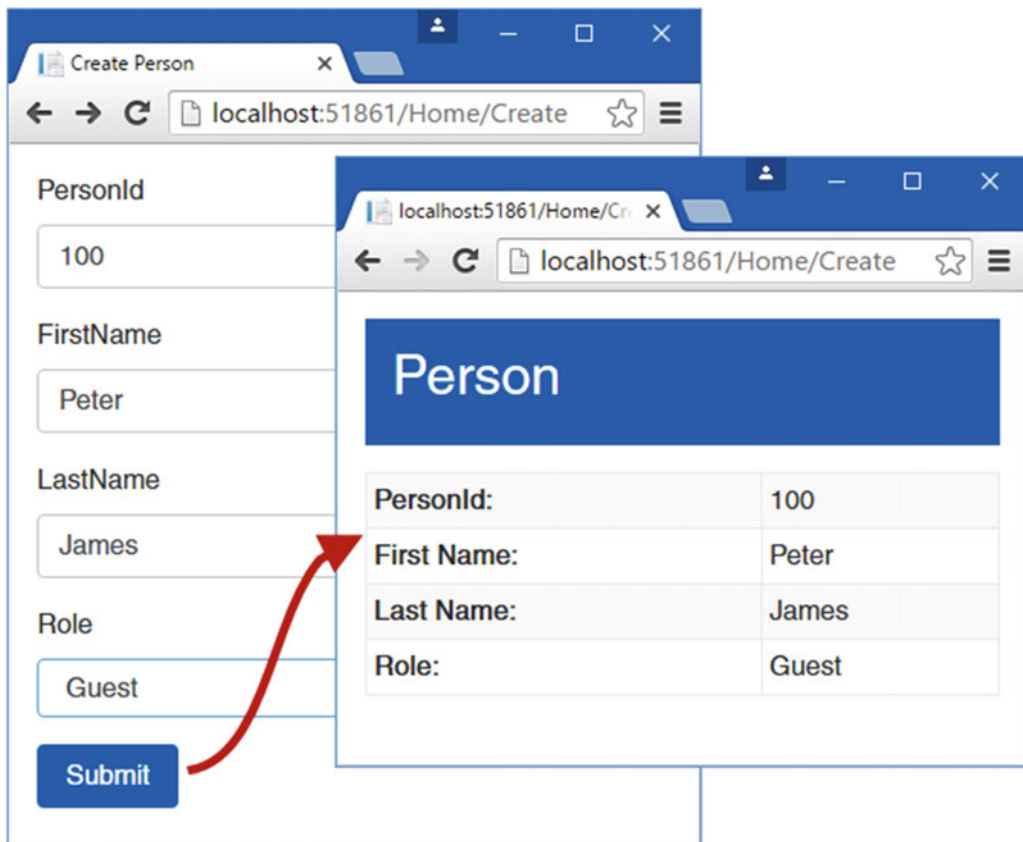 Create Person
localhost:51861/Home/Create
PersonId
100
FirstName
Peter
LastName
James
Role
Guest
Submit
localhost:51861/Home/Cr
localhost:51861/Home/Create
Person
PersonId: 100
First Name: Peter
Last Name: James
Role: Guest